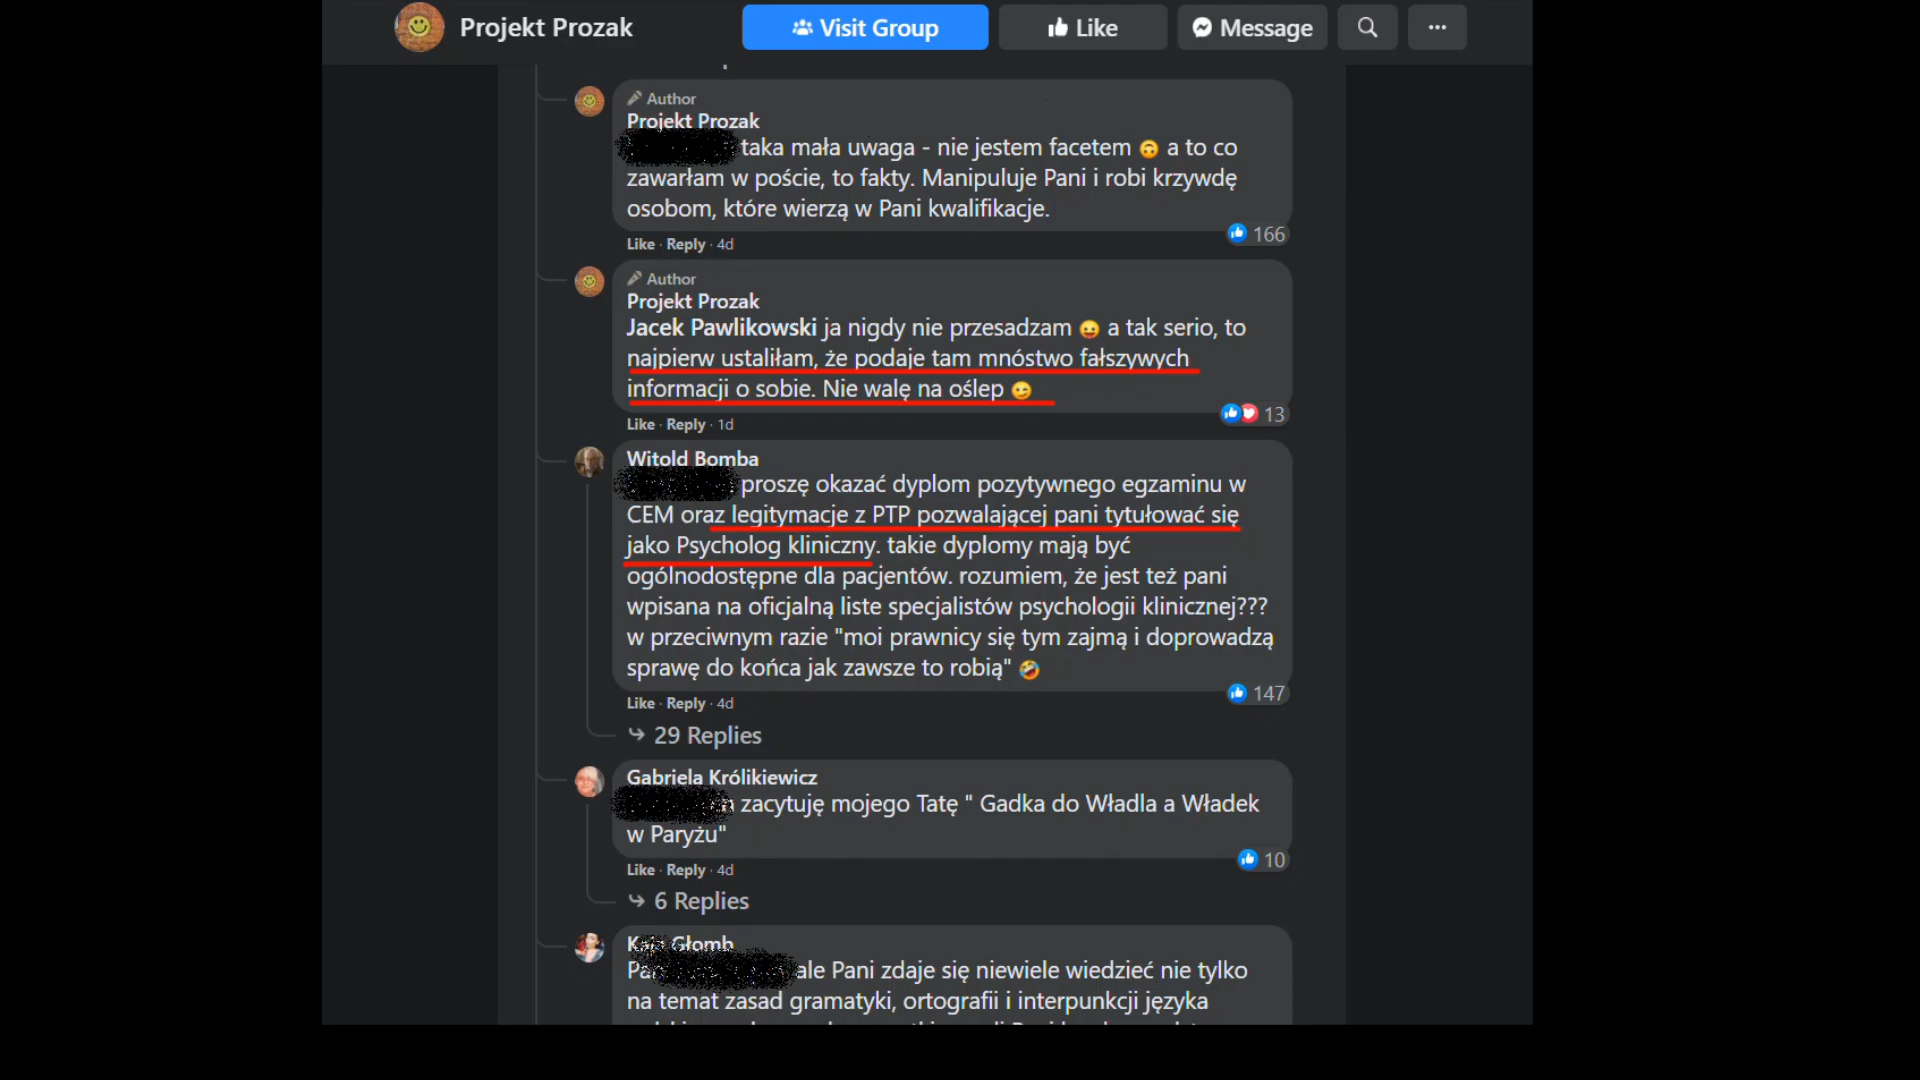 Projekt Prozak
Visit Group
Like
Message
Author
Projekt Prozak
taka mała uwaga - nie jestem facetem 🙃 a to co
zawarłam w poście, to fakty. Manipuluje Pani i robi krzywdę
osobom, które wierzą w Pani kwalifikacje.
166
Like · Reply · 4d
Author
Projekt Prozak
Jacek Pawlikowski ja nigdy nie przesadzam 😛 a tak serio, to
najpierw ustaliłam, że podaje tam mnóstwo fałszywych
informacji o sobie. Nie walę na oślep 😉
13
Like · Reply · 1d
Witold Bomba
proszę okazać dyplom pozytywnego egzaminu w
CEM oraz legitymacje z PTP pozwalającej pani tytułować się
jako Psycholog kliniczny. takie dyplomy mają być
ogólnodostępne dla pacjentów. rozumiem, że jest też pani
wpisana na oficjalną liste specjalistów psychologii klinicznej???
w przeciwnym razie "moi prawnicy się tym zajmą i doprowadzą
sprawę do końca jak zawsze to robią" 🤣
147
Like · Reply · 4d
29 Replies
Gabriela Królikiewicz
zacytuję mojego Tatę " Gadka do Władla a Władek
w Paryżu"
10
Like · Reply · 4d
6 Replies
Głomb
ale Pani zdaje się niewiele wiedzieć nie tylko
na temat zasad gramatyki, ortografii i interpunkcji języka